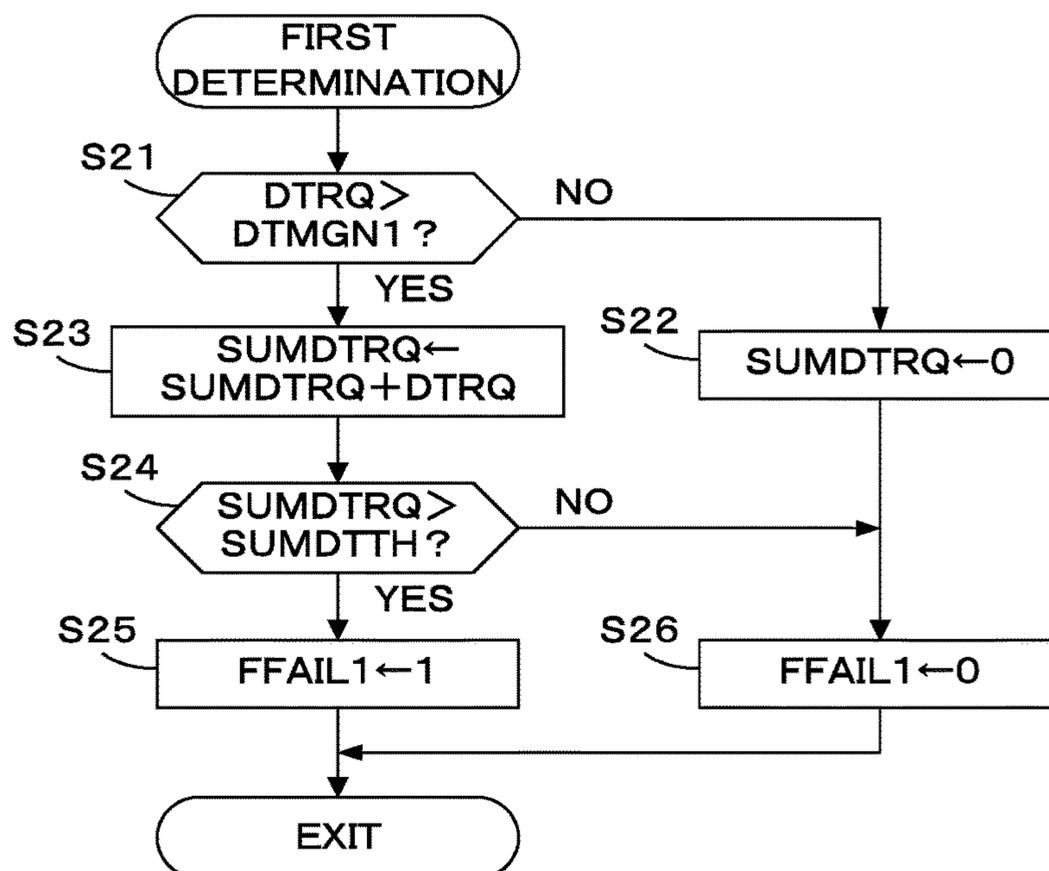 FIRST
DETERMINATION
S21
DTRQ>
DTMGN1?
NO
YES
S23
SUMDTRQ←
SUMDTRQ+DTRQ
S22
SUMDTRQ←0
S24
SUMDTRQ>
SUMDTTH?
NO
YES
S25
FFAIL1←1
S26
FFAIL1←0
EXIT